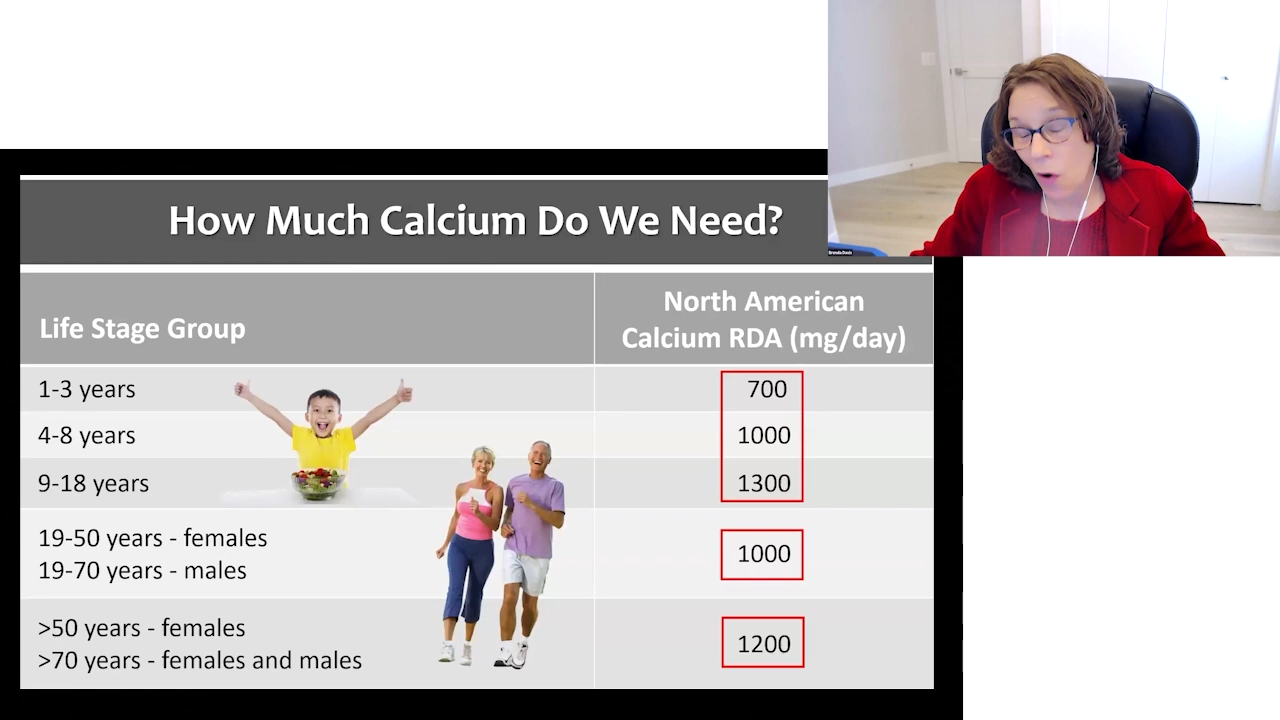 Brenda Davis
How Much Calcium Do We Need?
Life Stage Group
North American
Calcium RDA (mg/day)
1-3 years
700
4-8 years
1000
9-18 years
1300
19-50 years - females
19-70 years - males
1000
>50 years - females
>70 years - females and males
1200